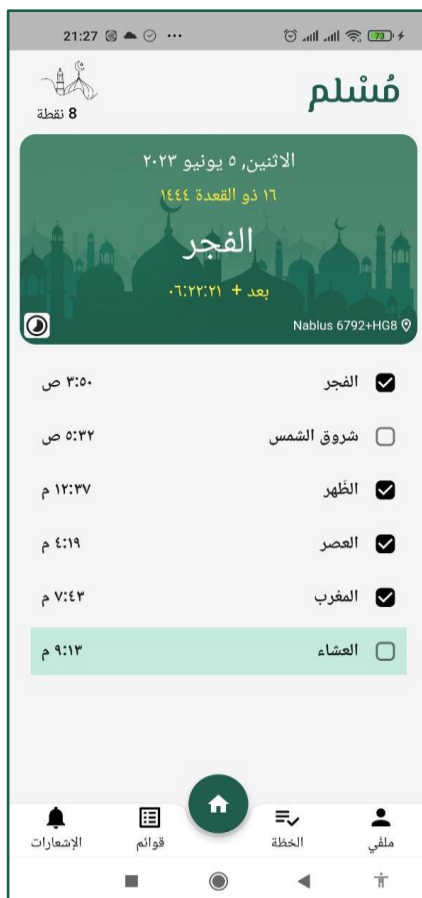 21:27
73
مُسْلم
8 نقطة
الاثنين, ٥ يونيو ٢٠٢٣
١٦ ذو القعدة ١٤٤٤
الفجر
بعد + ٠٦:٢٢:٢١
Nablus 6792+HG8
الفجر ٣:٥٠ ص
شروق الشمس ٥:٣٢ ص
الظَهر ١٢:٣٧ م
العصر ٤:١٩ م
المغرب ٧:٤٣ م
العشاء ٩:١٣ م
ملفي الخطة قوائم الإشعارات